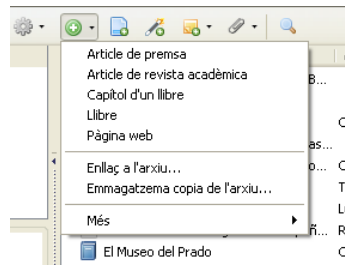 Article de premsa
Article de revista acadèmica
B...
Capítol d'un llibre
Llibre
Pàgina web
as...
Enllaç a l'arxiu...
o...
Emmagatzema copia de l'arxiu...
Més
ñ...
El Museo del Prado